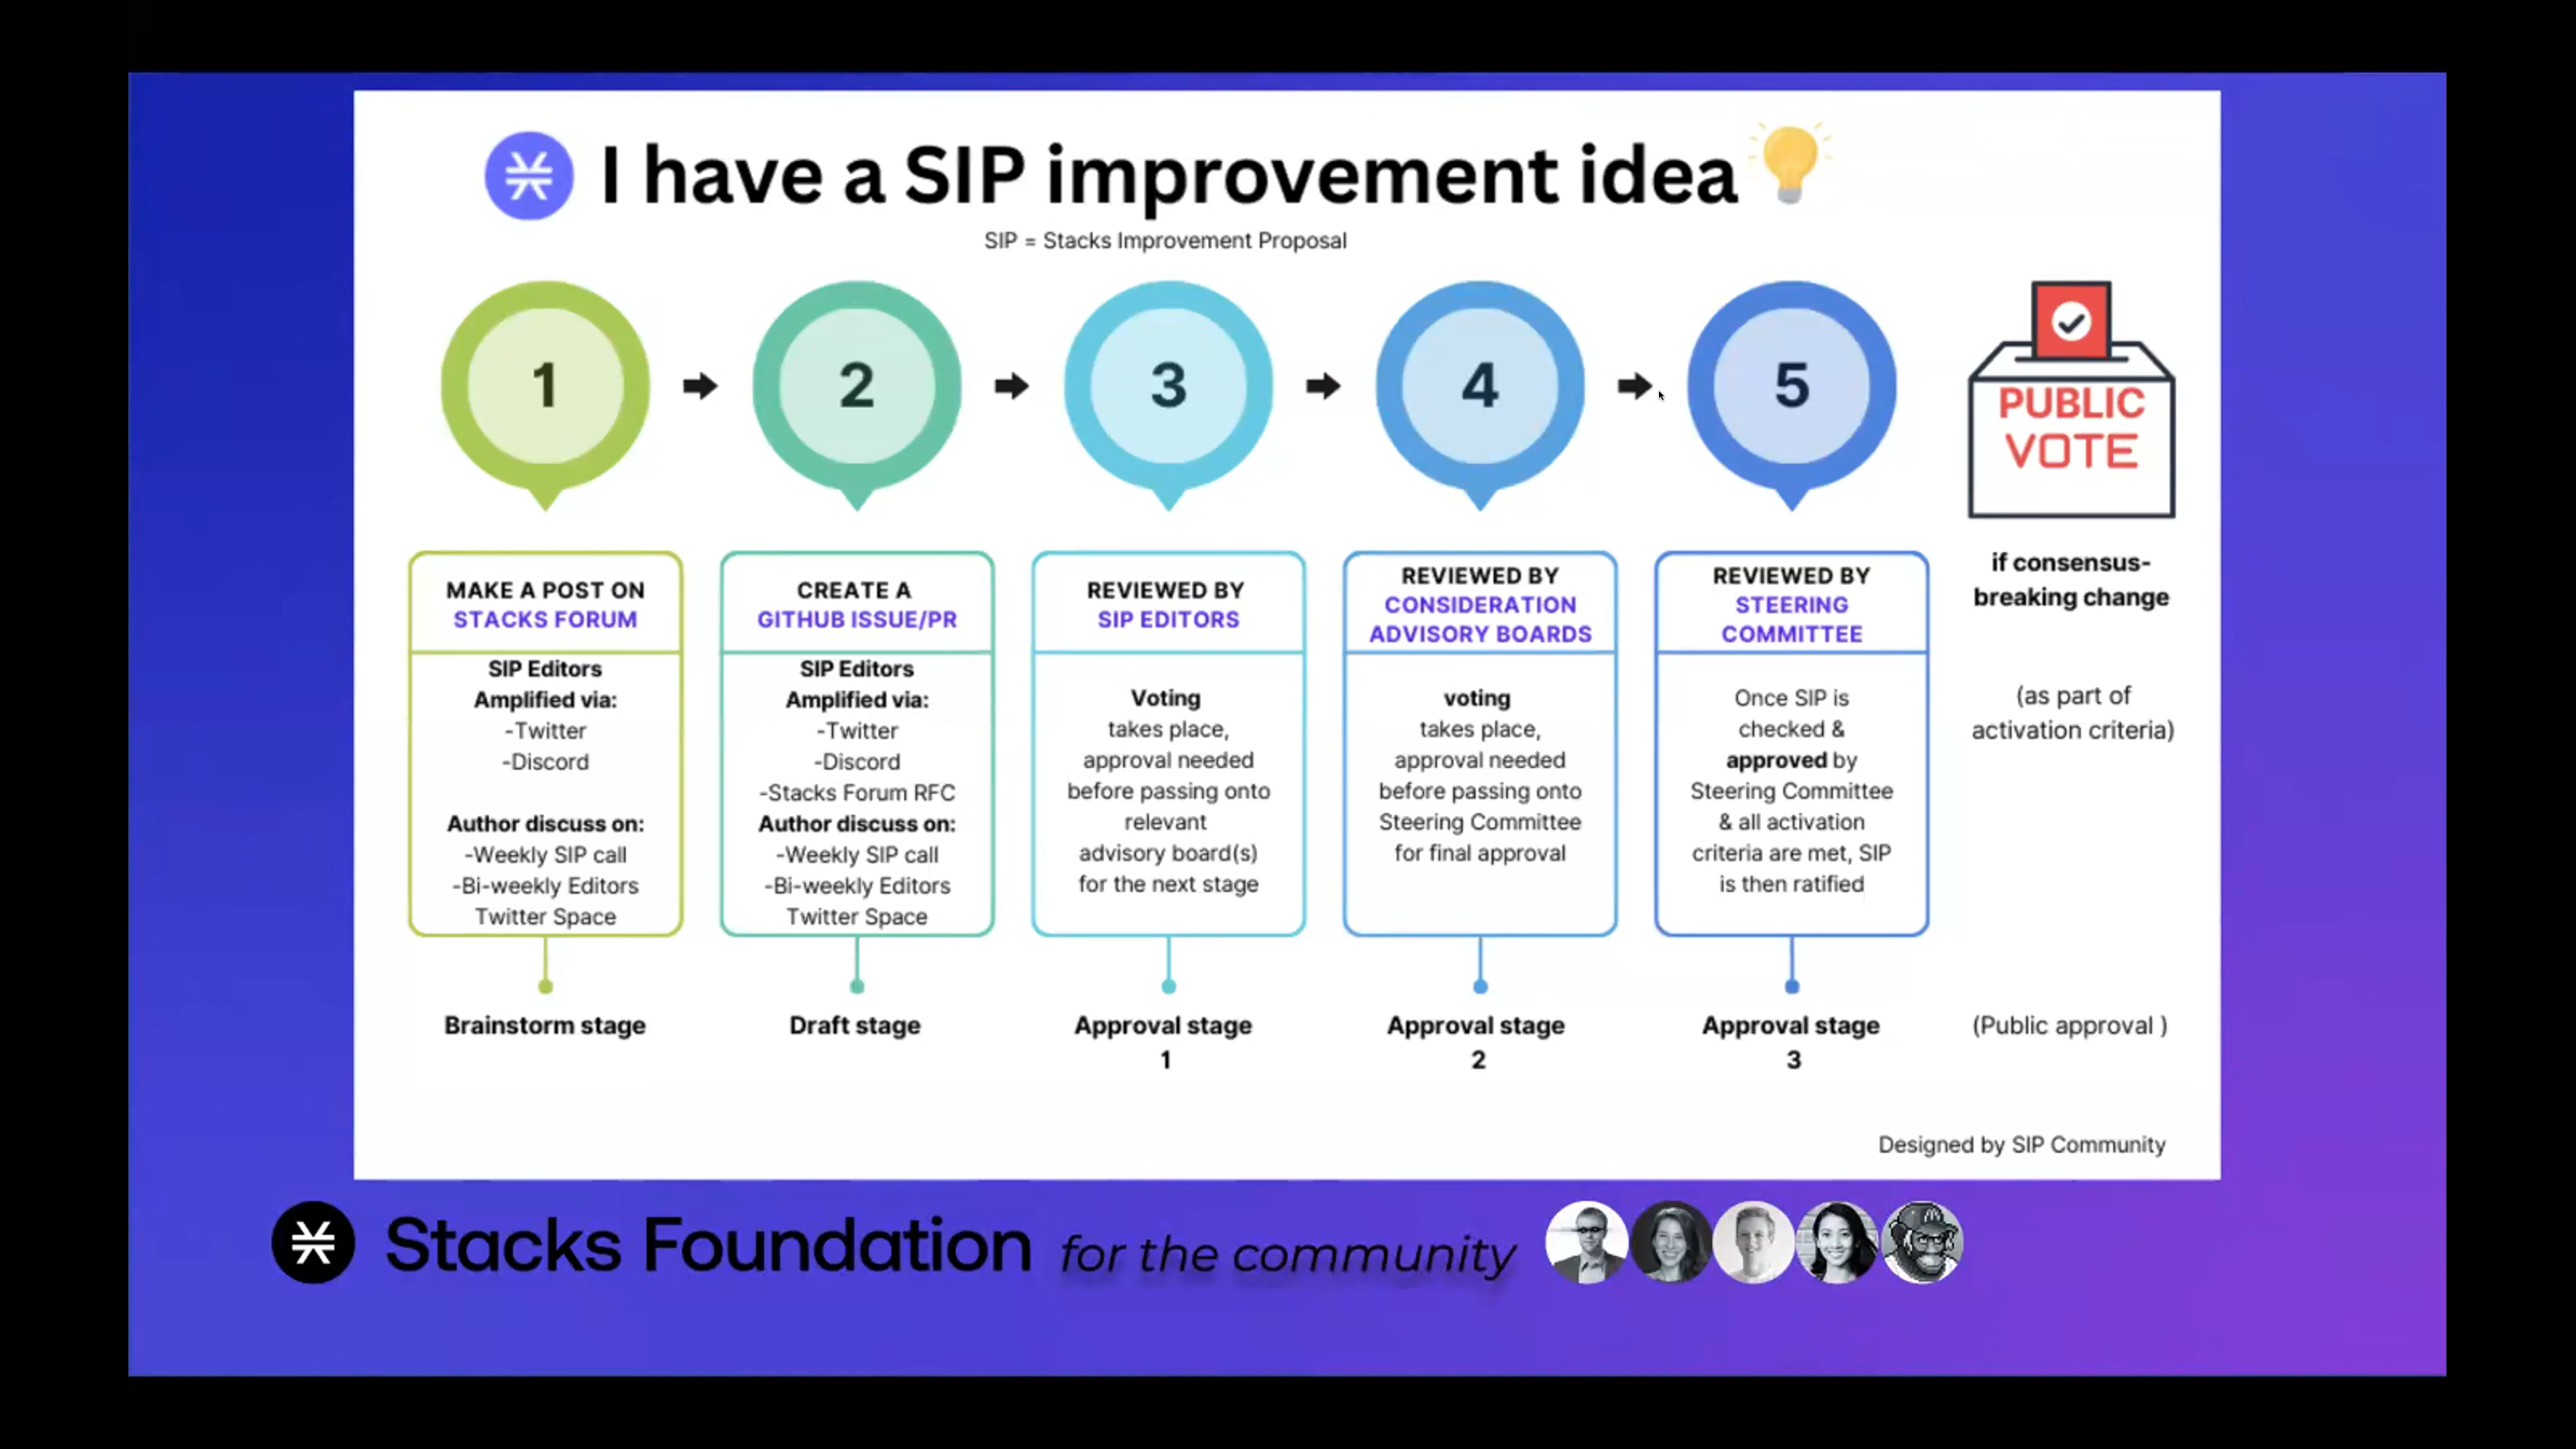 I have a SIP improvement idea
SIP = Stacks Improvement Proposal
1
2
3
4
5
PUBLIC
VOTE
MAKE A POST ON
STACKS FORUM
SIP Editors
Amplified via:
-Twitter
-Discord
Author discuss on:
-Weekly SIP call
-Bi-weekly Editors
Twitter Space
Brainstorm stage
CREATE A
GITHUB ISSUE/PR
SIP Editors
Amplified via:
-Twitter
-Discord
-Stacks Forum RFC
Author discuss on:
-Weekly SIP call
-Bi-weekly Editors
Twitter Space
Draft stage
REVIEWED BY
SIP EDITORS
Voting
takes place,
approval needed
before passing onto
relevant
advisory board(s)
for the next stage
Approval stage
1
REVIEWED BY
CONSIDERATION
ADVISORY BOARDS
voting
takes place,
approval needed
before passing onto
Steering Committee
for final approval
Approval stage
2
REVIEWED BY
STEERING
COMMITTEE
Once SIP is
checked &
approved by
Steering Committee
& all activation
criteria are met, SIP
is then ratified
Approval stage
3
if consensus-
breaking change
(as part of
activation criteria)
(Public approval )
Designed by SIP Community
Stacks Foundation for the community